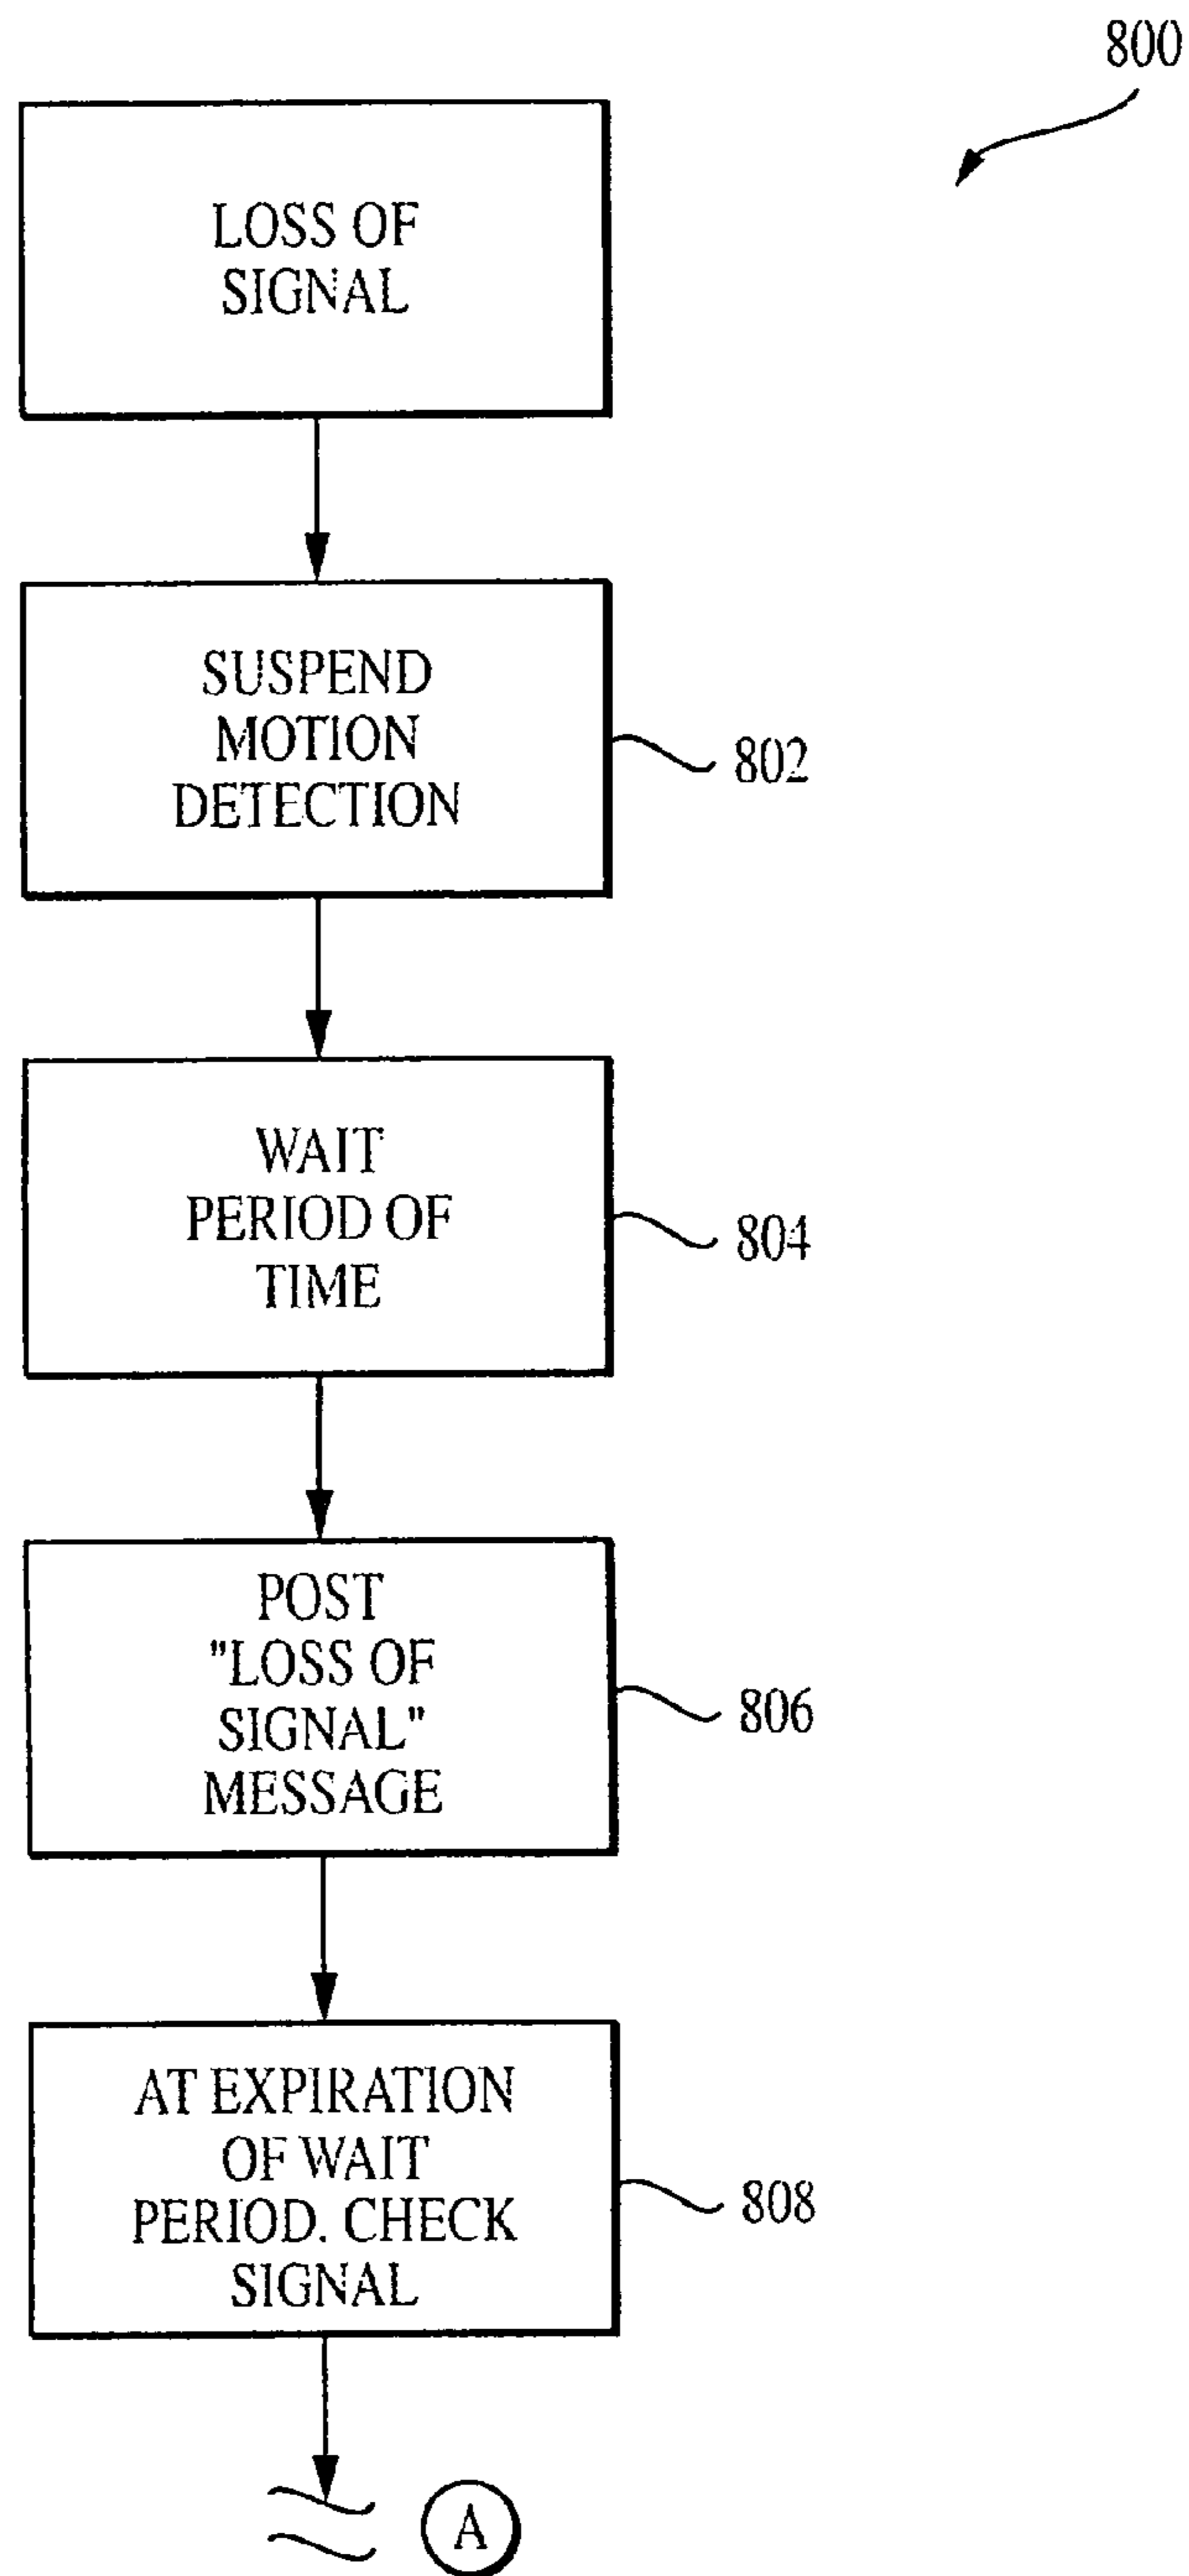 800
LOSS OF
SIGNAL
SUSPEND
MOTION
DETECTION
802
WAIT
PERIOD OF
TIME
804
POST
"LOSS OF
SIGNAL"
MESSAGE
806
AT EXPIRATION
OF WAIT
PERIOD. CHECK
SIGNAL
808
A